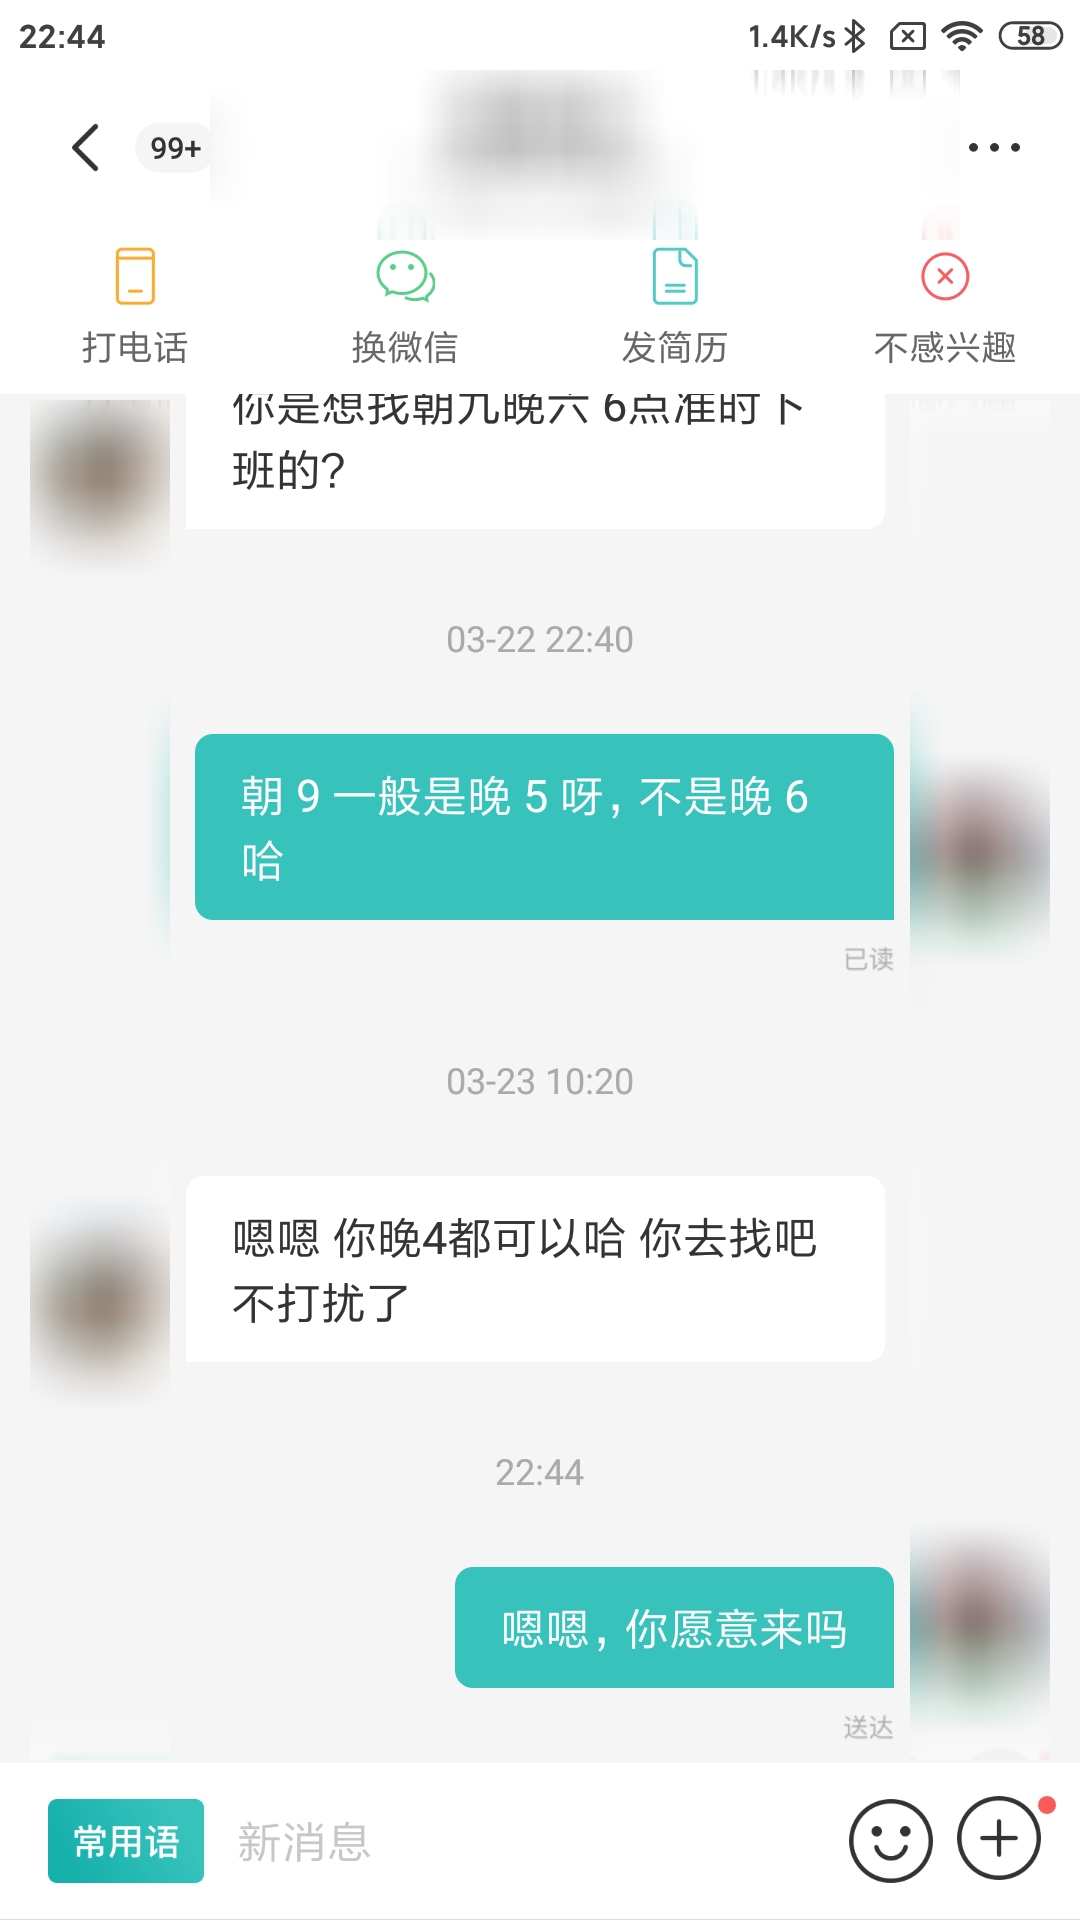 22:44
1.4K/s
58
99+
打电话
换微信
发简历
不感兴趣
你是想找朝九晚六 6点准时下
班的?
03-22 22:40
朝 9 一般是晚 5 呀，不是晚 6
哈
已读
03-23 10:20
嗯嗯 你晚4都可以哈 你去找吧
不打扰了
22:44
嗯嗯，你愿意来吗
送达
常用语
新消息